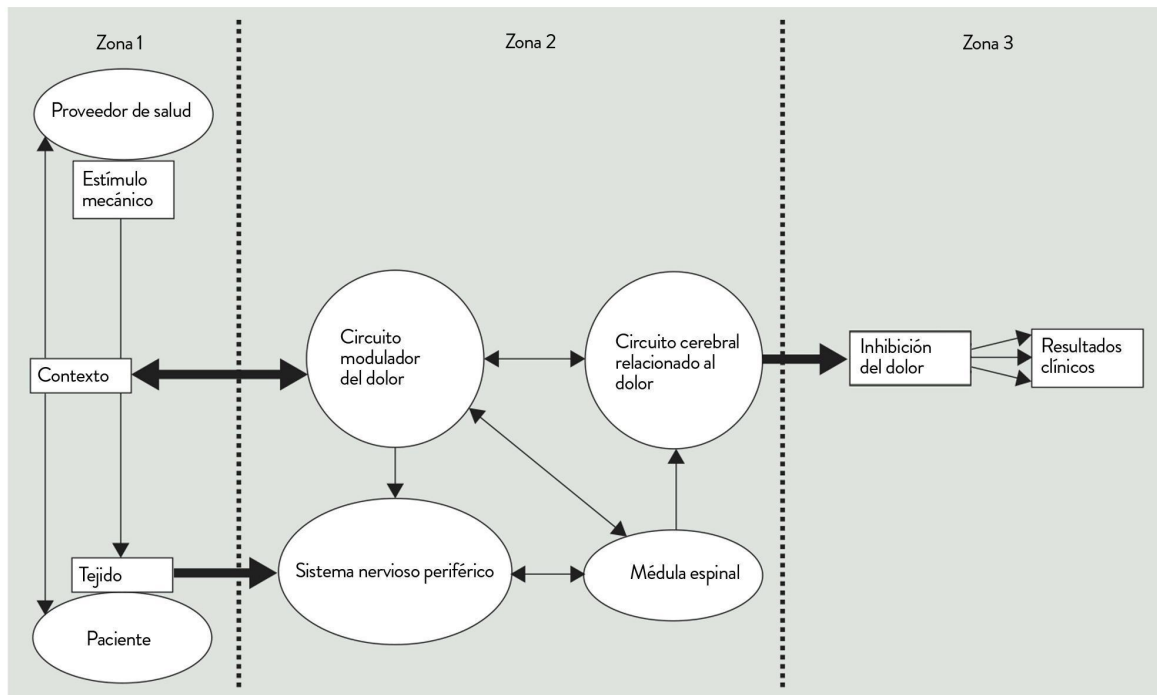 Zona 1
Zona 2
Zona 3
Proveedor de salud
Estímulo
mecánico
Contexto
Tejido
Paciente
Circuito
modulador
del dolor
Circuito cerebral
relacionado al
dolor
Sistema nervioso periférico
Médula espinal
Inhibición
del dolor
Resultados
clínicos